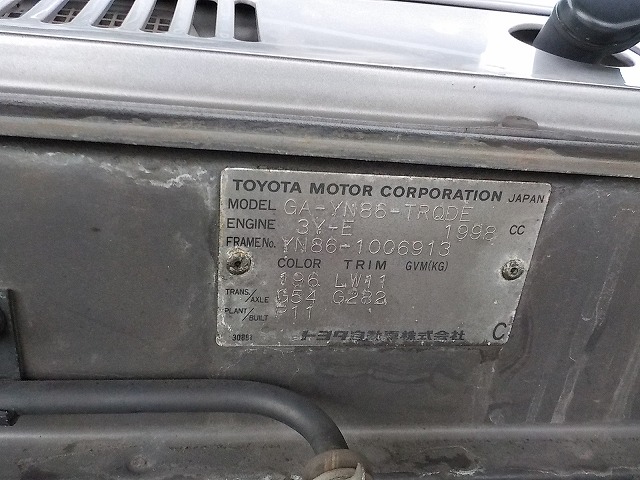 TOYOTA MOTOR CORPORATION JAPAN
MODEL GA-YN86-TRQDE
ENGINE 3Y-E 1998 CC
FRAME No. YN86-1006913
COLOR TRIM GVM(KG)
196 LW11
TRANS./AXLE G54 G282
PLANT/BUILT P11
30881 トヨタ自動車株式会社 C